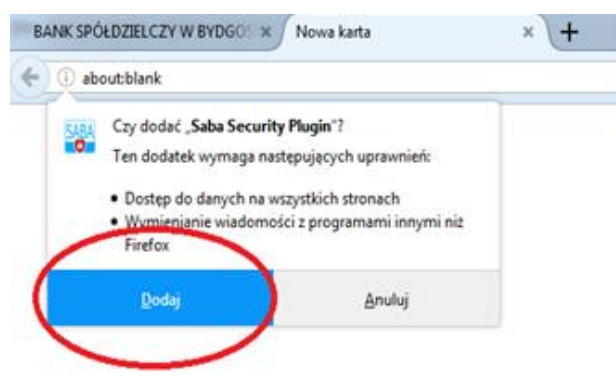 BANK SPÓŁDZIELCZY W BYDGO
Nowa karta
about:blank
SABA
Czy dodać „Saba Security Plugin"?
Ten dodatek wymaga następujących uprawnień:
• Dostęp do danych na wszystkich stronach
• Wymienianie wiadomości z programami innymi niż
Firefox
Dodaj
Anuluj